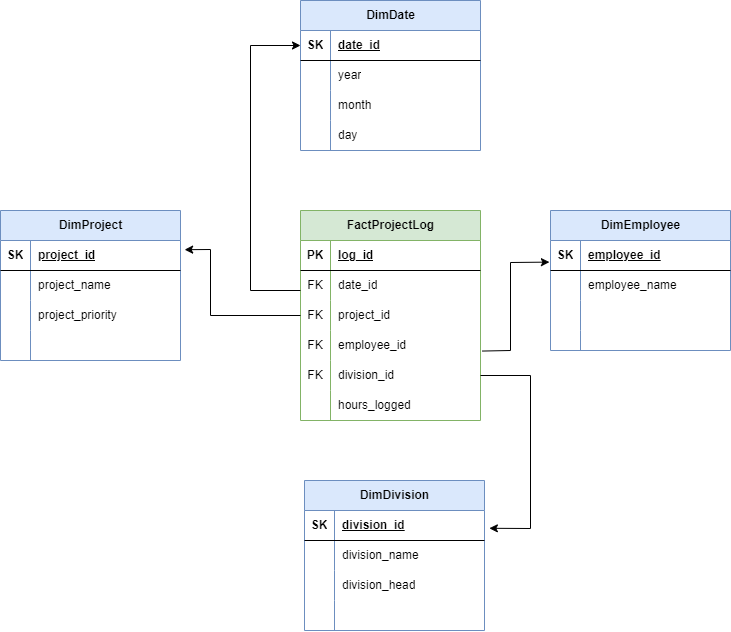 DimDate
SK date_id
year
month
day
DimProject
SK project_id
project_name
project_priority
FactProjectLog
PK log_id
FK date_id
FK project_id
FK employee_id
FK division_id
hours_logged
DimEmployee
SK employee_id
employee_name
DimDivision
SK division_id
division_name
division_head